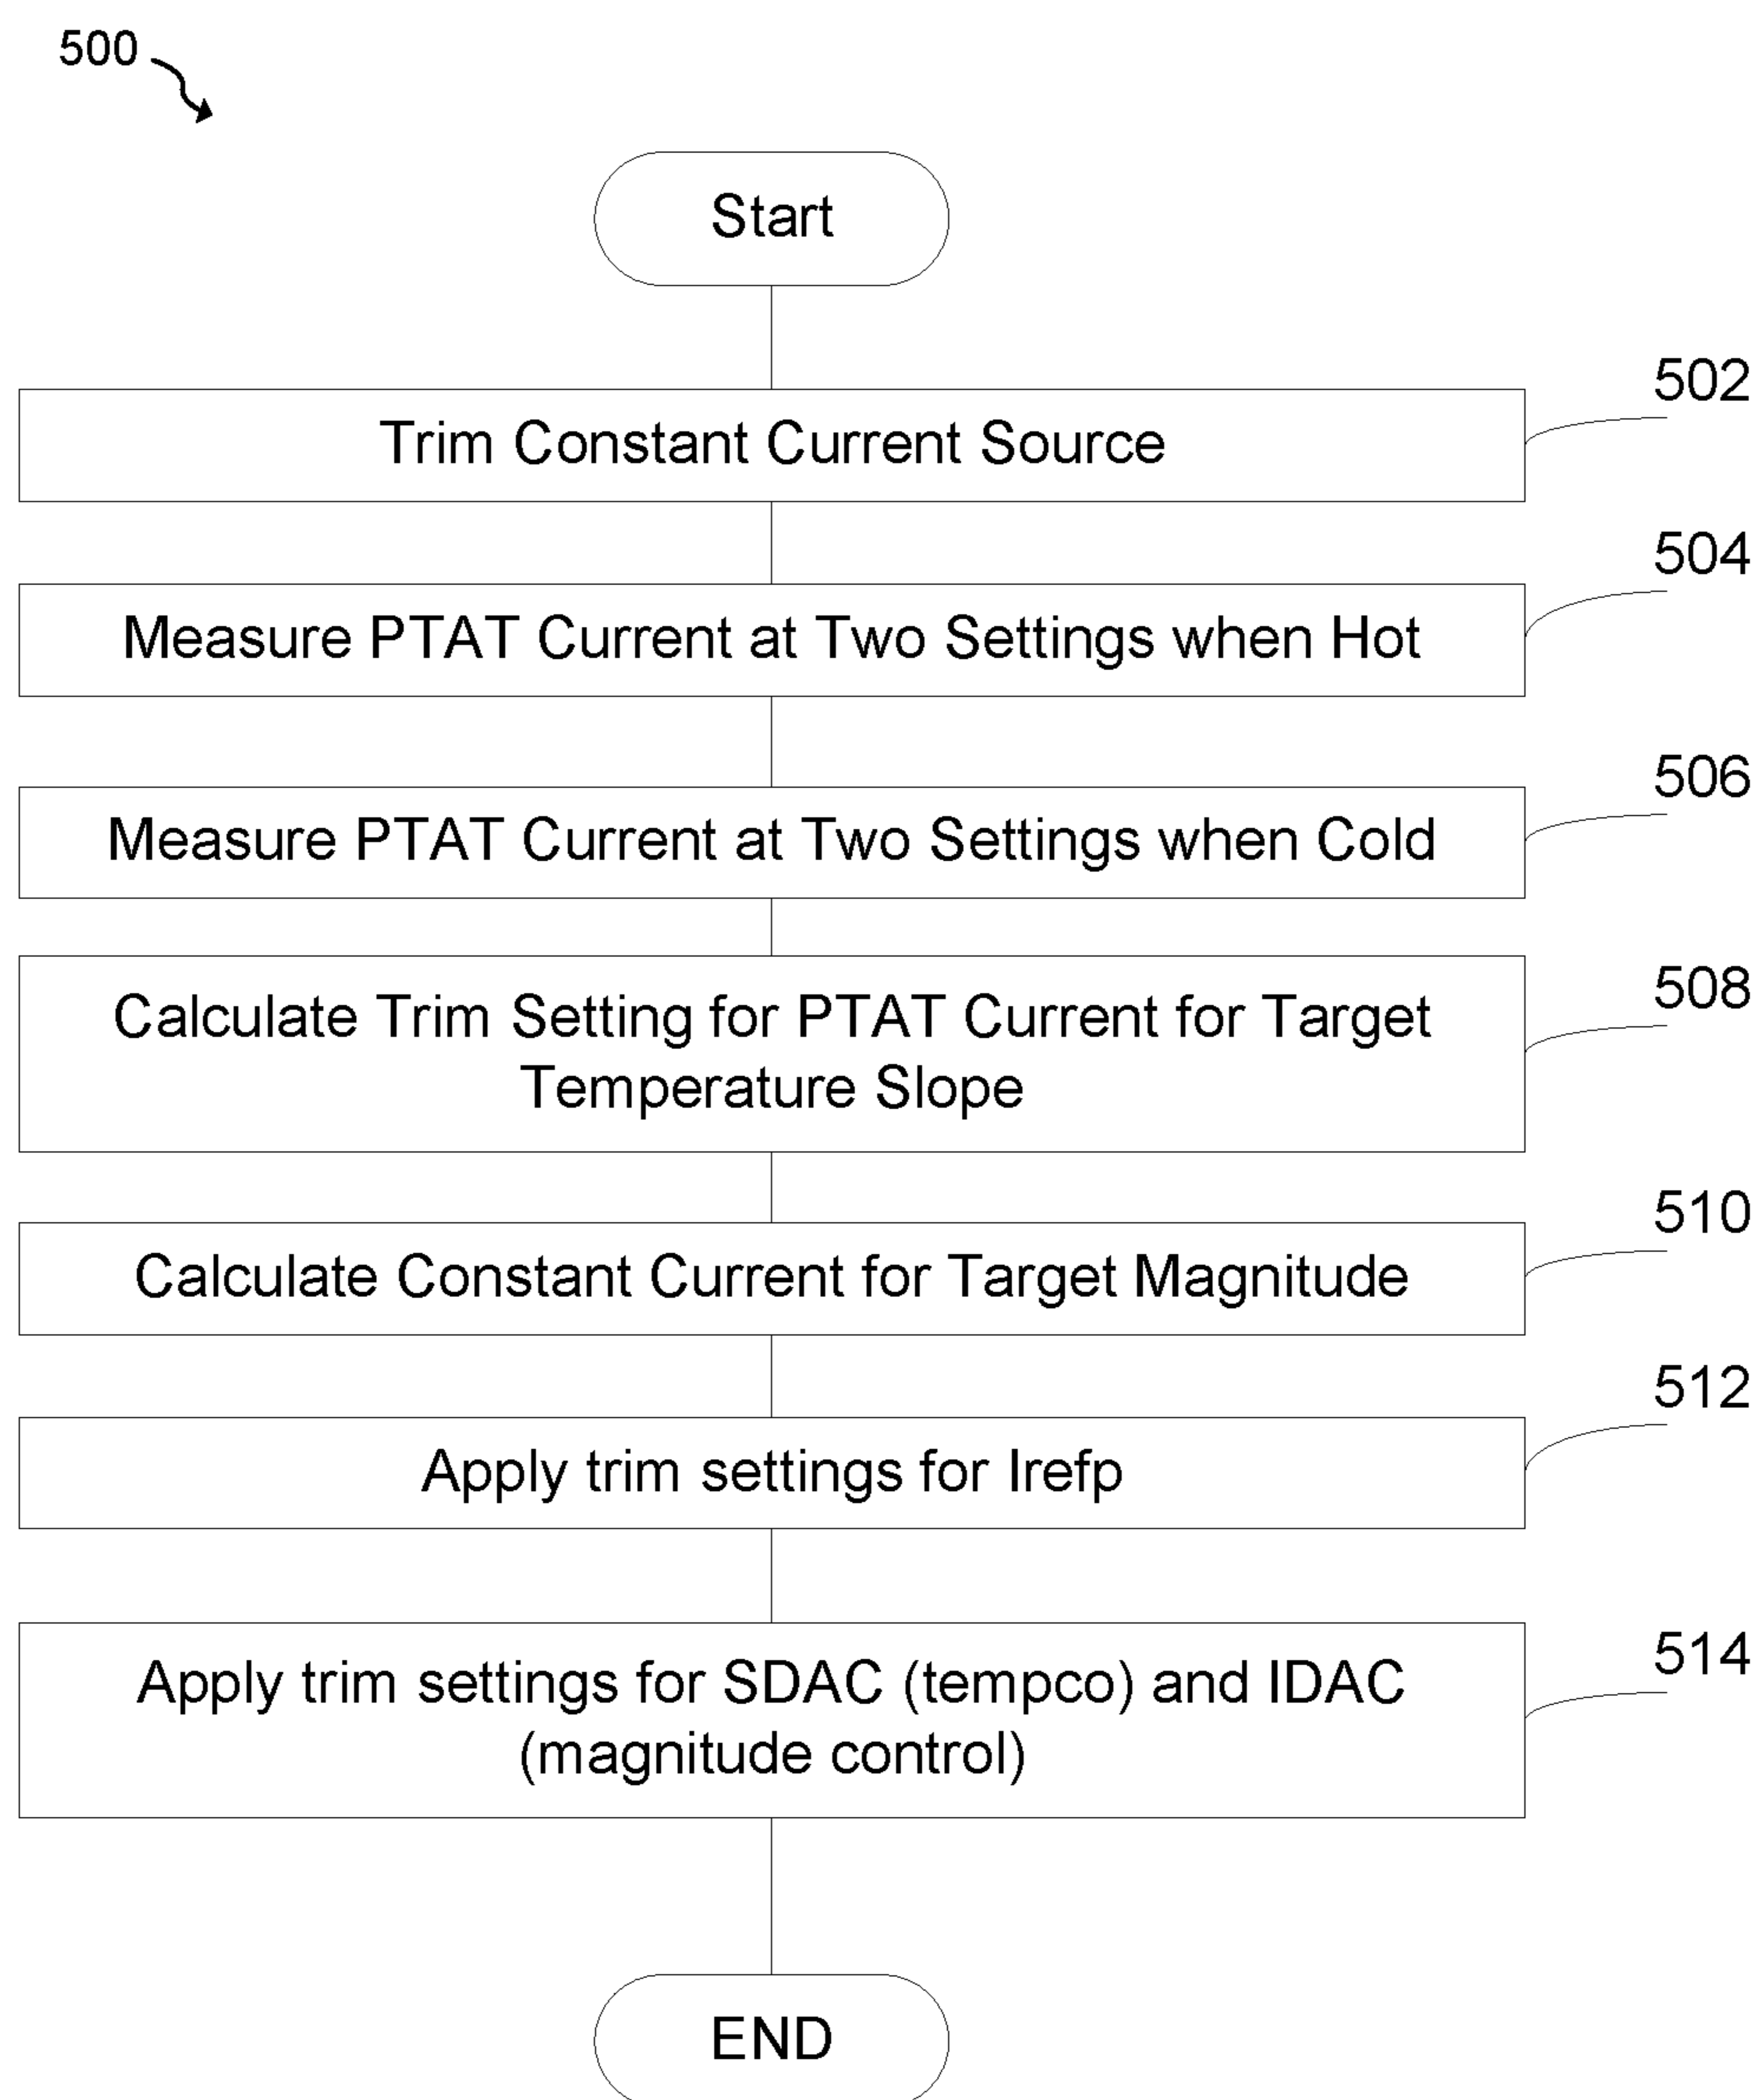 500
Start
502
Trim Constant Current Source
504
Measure PTAT Current at Two Settings when Hot
506
Measure PTAT Current at Two Settings when Cold
508
Calculate Trim Setting for PTAT Current for Target
Temperature Slope
510
Calculate Constant Current for Target Magnitude
512
Apply trim settings for Irefp
514
Apply trim settings for SDAC (tempco) and IDAC
(magnitude control)
END